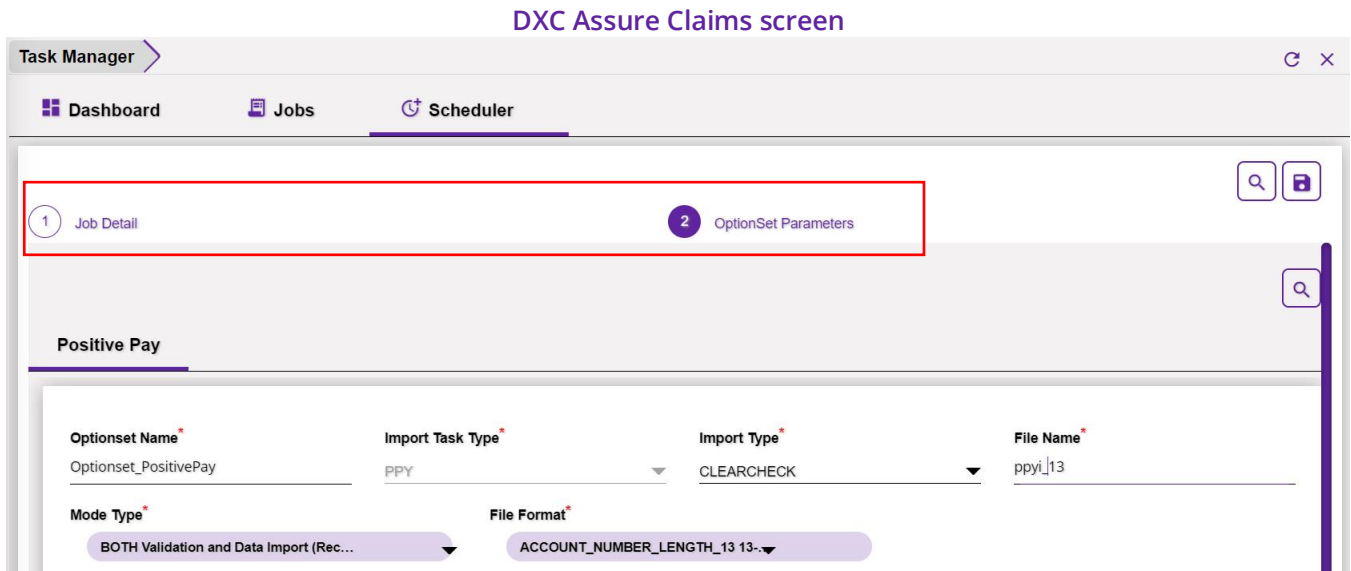 DXC Assure Claims screen
Task Manager
Dashboard Jobs Scheduler
1 Job Detail 2 OptionSet Parameters
Positive Pay
Optionset Name* Import Task Type* Import Type* File Name*
Optionset_PositivePay PPY CLEARCHECK ppyi_13
Mode Type* File Format*
BOTH Validation and Data Import (Rec... ACCOUNT_NUMBER_LENGTH_13 13-...